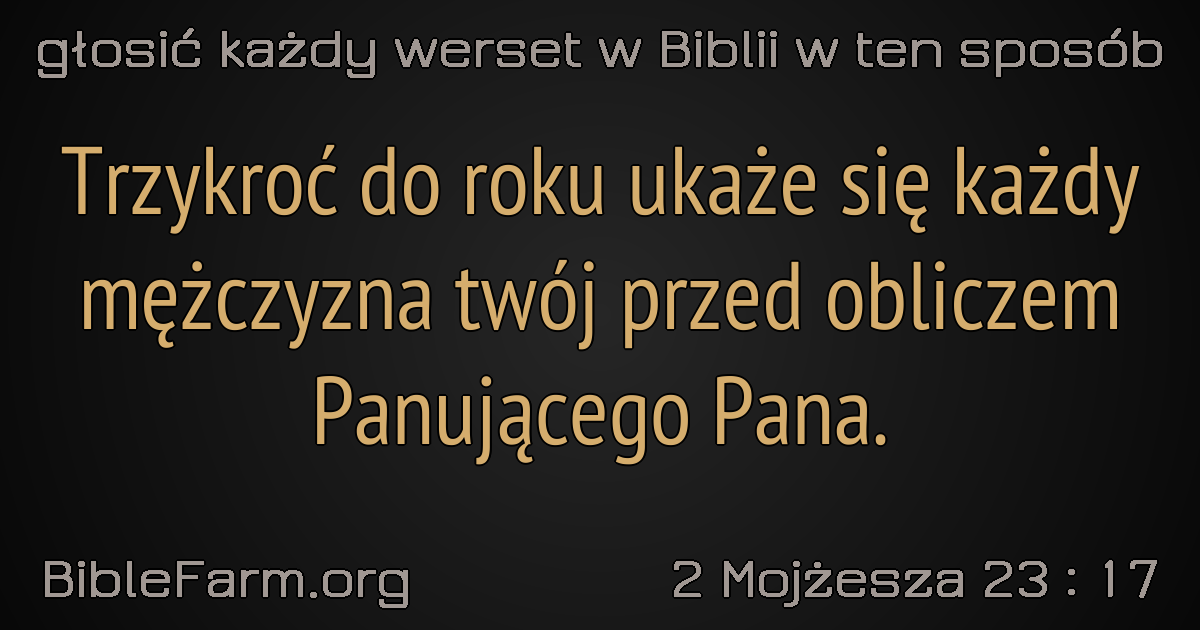 głosić każdy werset w Biblii w ten sposób
Trzykroć do roku ukaże się każdy
mężczyzna twój przed obliczem
Panującego Pana.
BibleFarm.org
2 Mojżesza 23 : 17